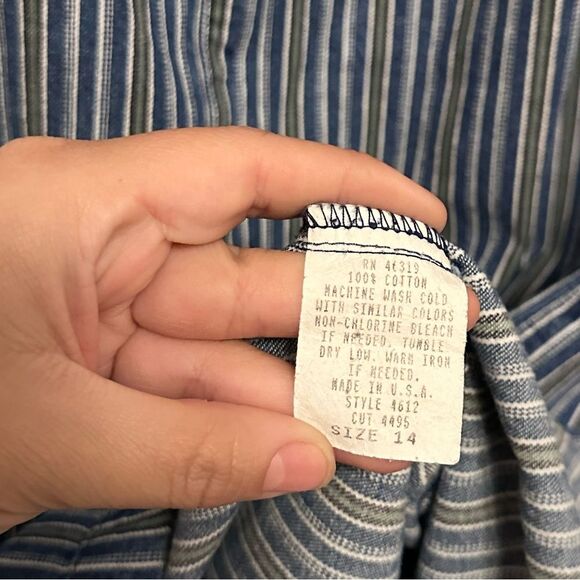 RN 46319
100% COTTON
MACHINE WASH COLD
WITH SIMILAR COLORS
NON-CHLORINE BLEACH
IF NEEDED. TUMBLE
DRY LOW. WARM IRON
IF NEEDED.
MADE IN U.S.A.
STYLE 4612
CUT 4495
SIZE 14